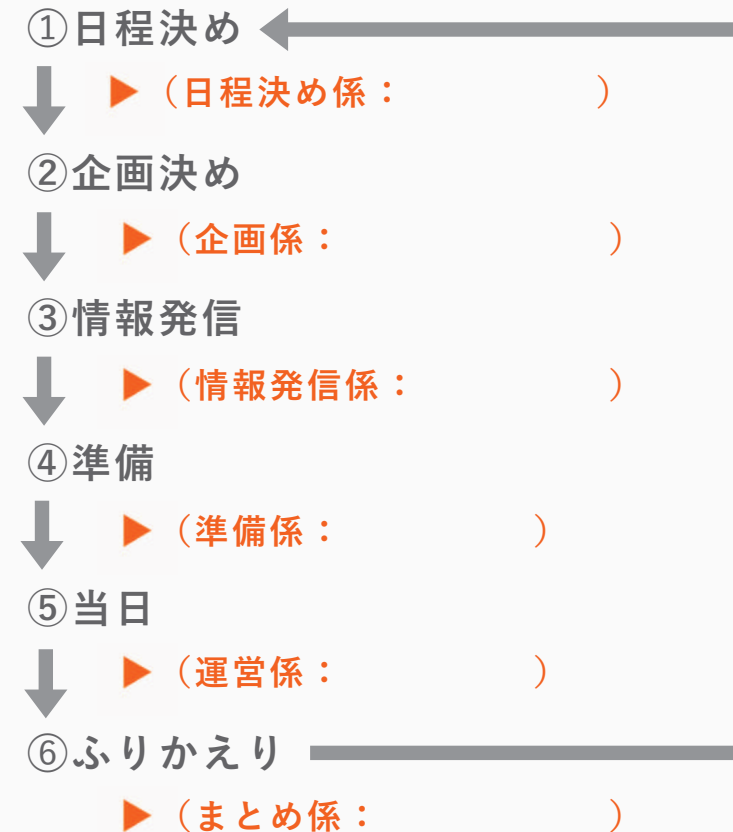 ①日程決め
▶（日程決め係：　　　　　）
②企画決め
▶（企画係：　　　　　　　）
③情報発信
▶（情報発信係：　　　　　）
④準備
▶（準備係：　　　　　）
⑤当日
▶（運営係：　　　　　）
⑥ふりかえり
▶（まとめ係：　　　　　　）